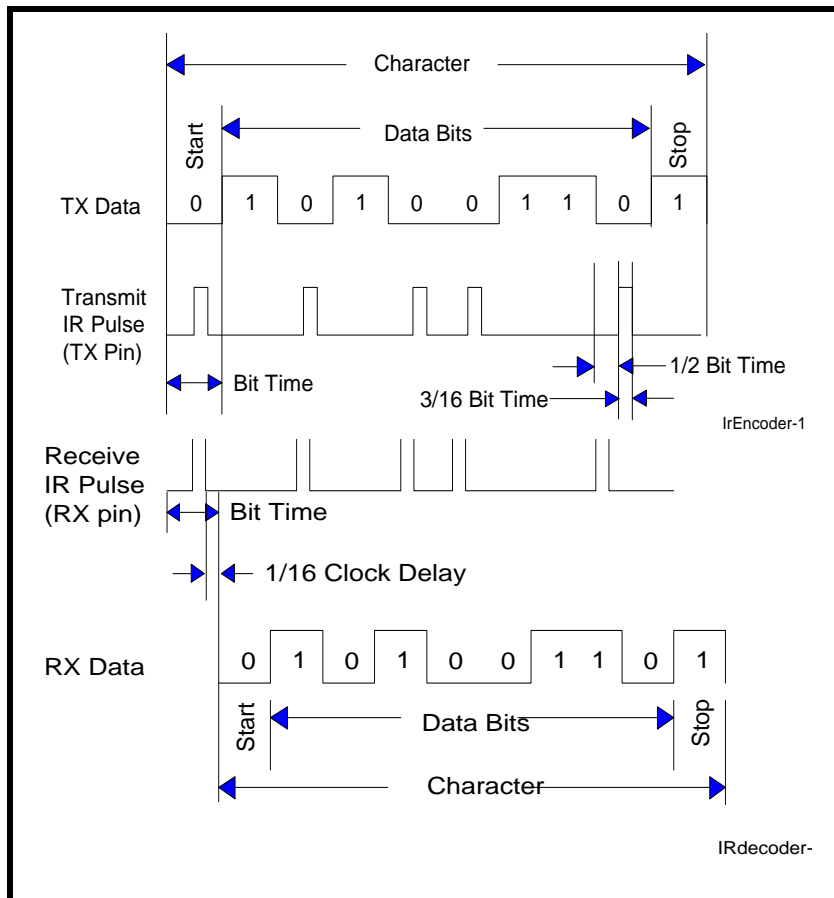 Character
Start
Data Bits
Stop
TX Data
0 1 0 1 0 0 1 1 0 1
Transmit
IR Pulse
(TX Pin)
Bit Time
1/2 Bit Time
3/16 Bit Time
IrEncoder-1
Receive
IR Pulse
(RX pin)
Bit Time
1/16 Clock Delay
RX Data
0 1 0 1 0 0 1 1 0 1
Start
Data Bits
Stop
Character
IRdecoder-